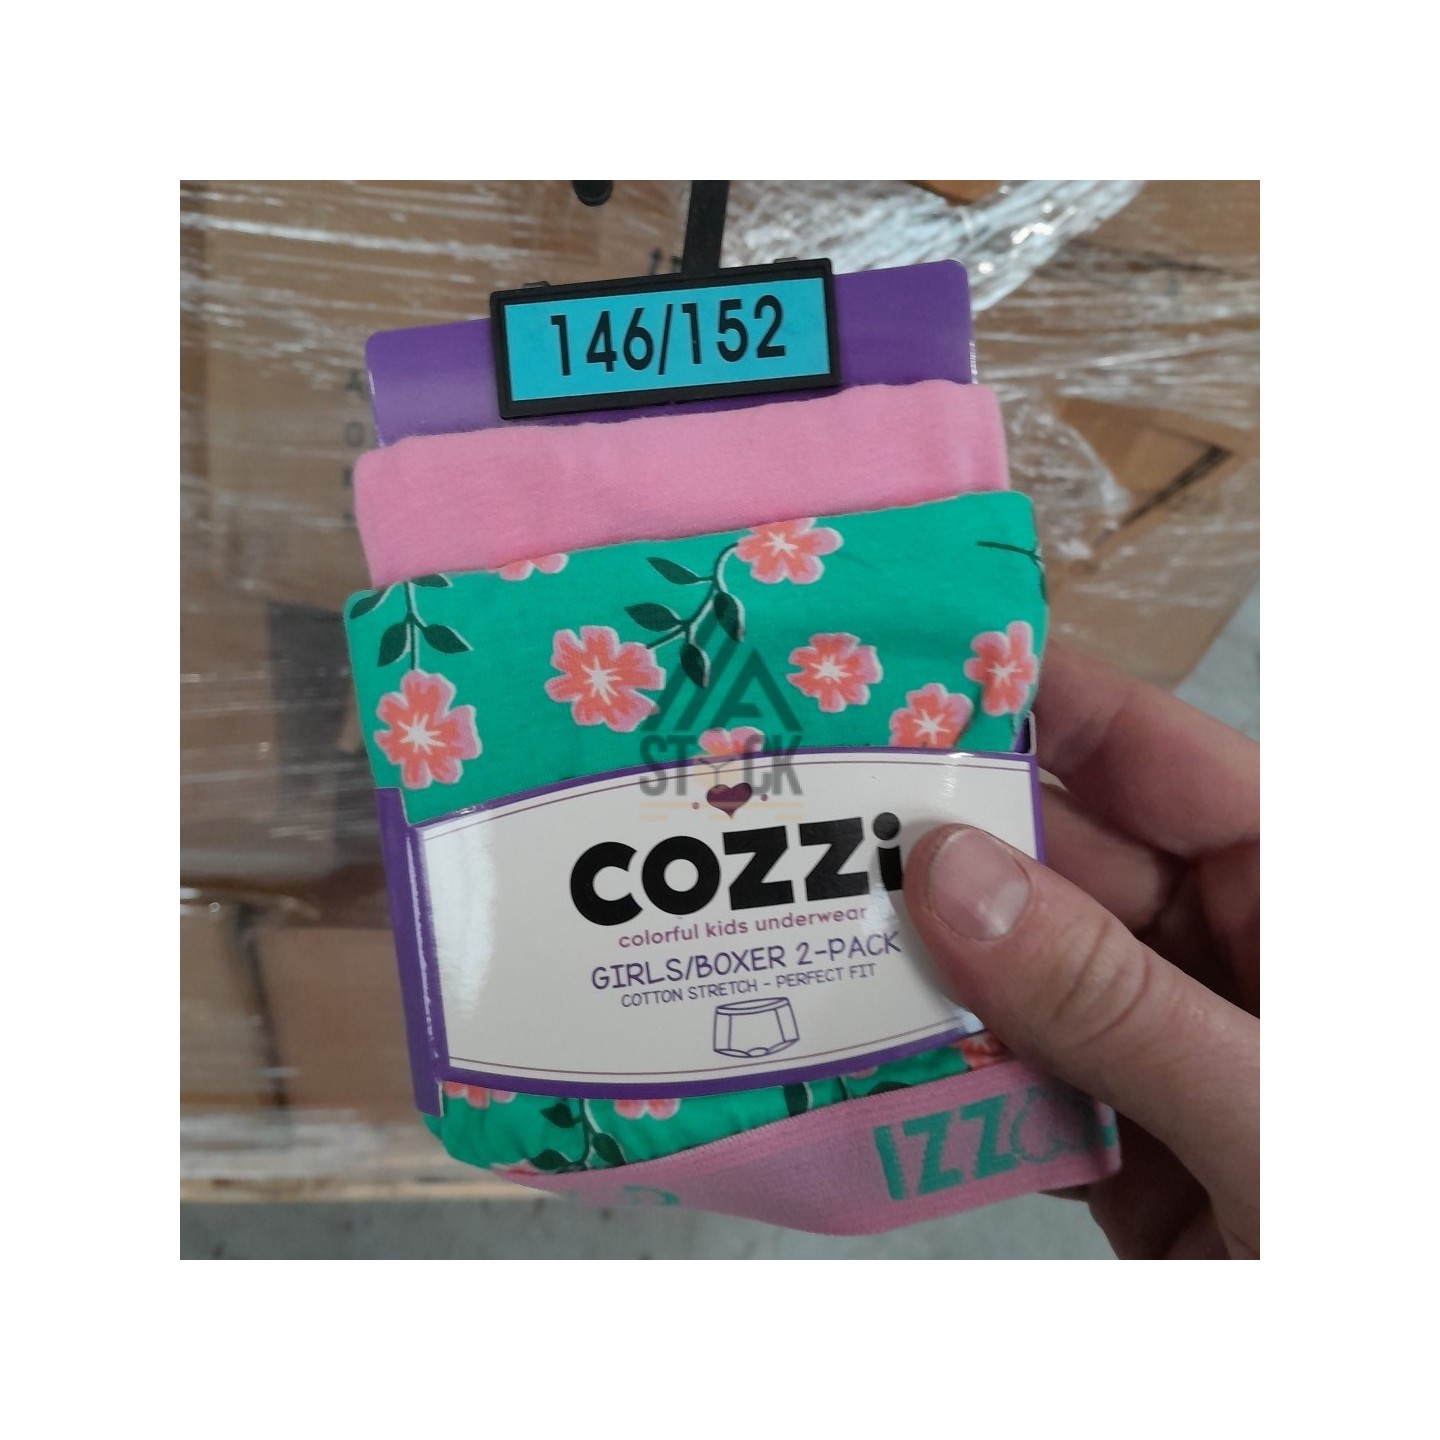 146/152
STOCK
cozzi
colorful kids underwear
GIRLS/BOXER 2-PACK
COTTON STRETCH - PERFECT FIT